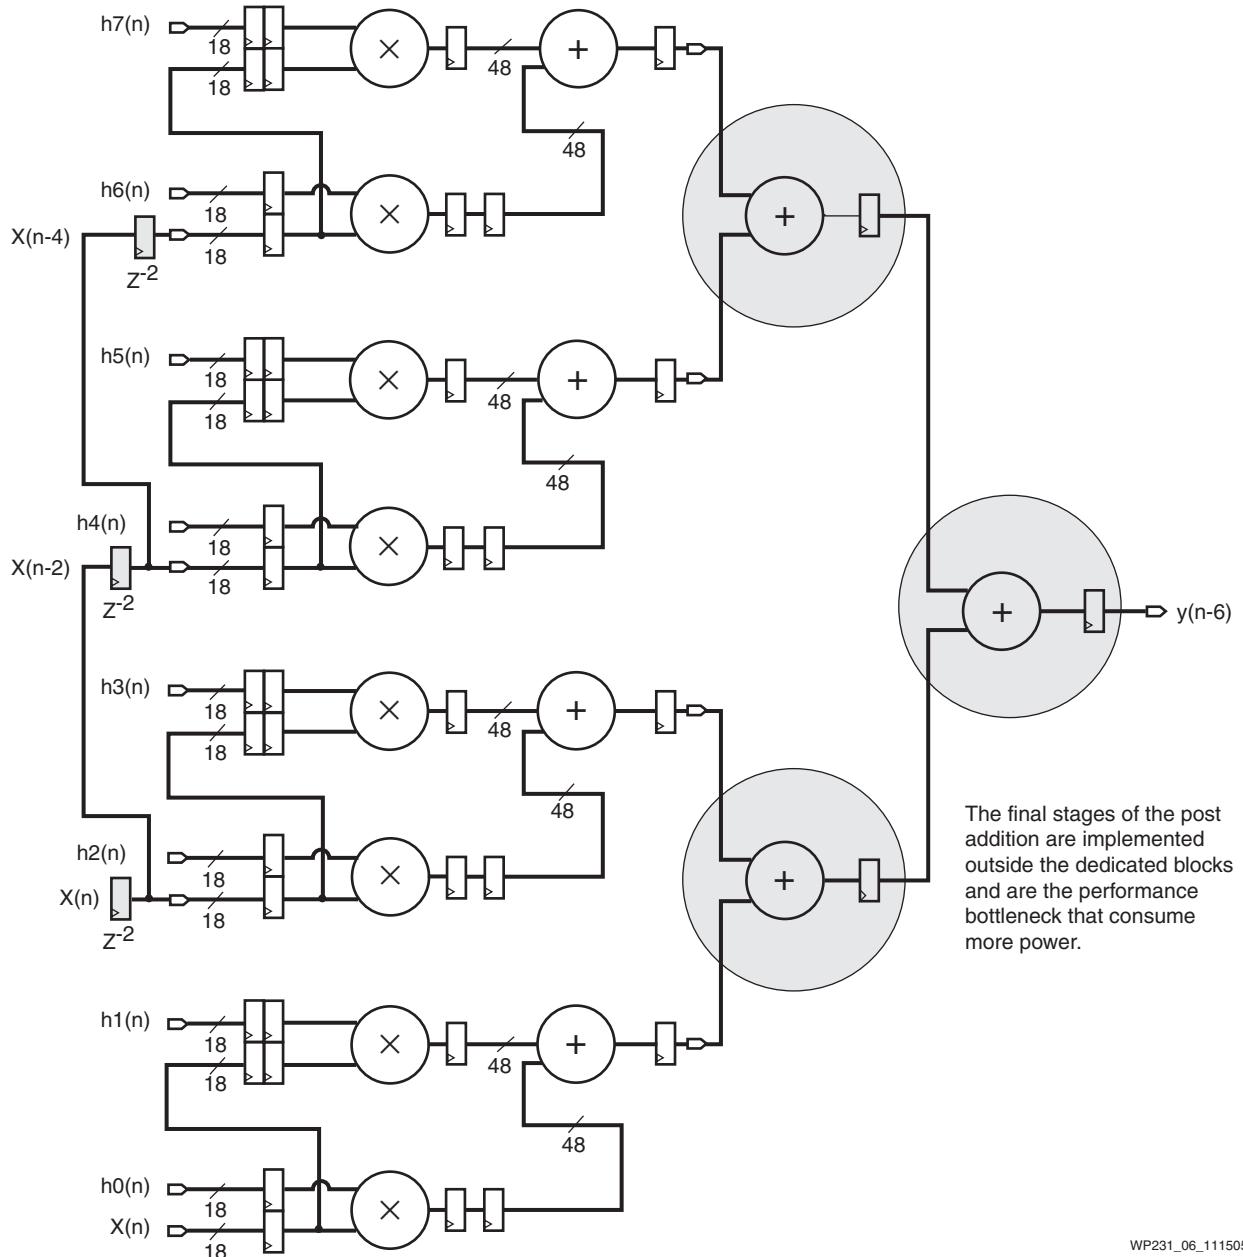 h7(n)
18
×
48
+
18
48
h6(n)
18
×
+
X(n-4)
18
Z-2
h5(n)
18
×
48
+
18
48
h4(n)
18
×
X(n-2)
18
Z-2
+
y(n-6)
h3(n)
18
×
48
+
18
48
The final stages of the post
addition are implemented
outside the dedicated blocks
and are the performance
bottleneck that consume
more power.
h2(n)
18
×
+
X(n)
18
Z-2
h1(n)
18
×
48
+
18
48
h0(n)
18
×
X(n)
18
WP231_06_111505